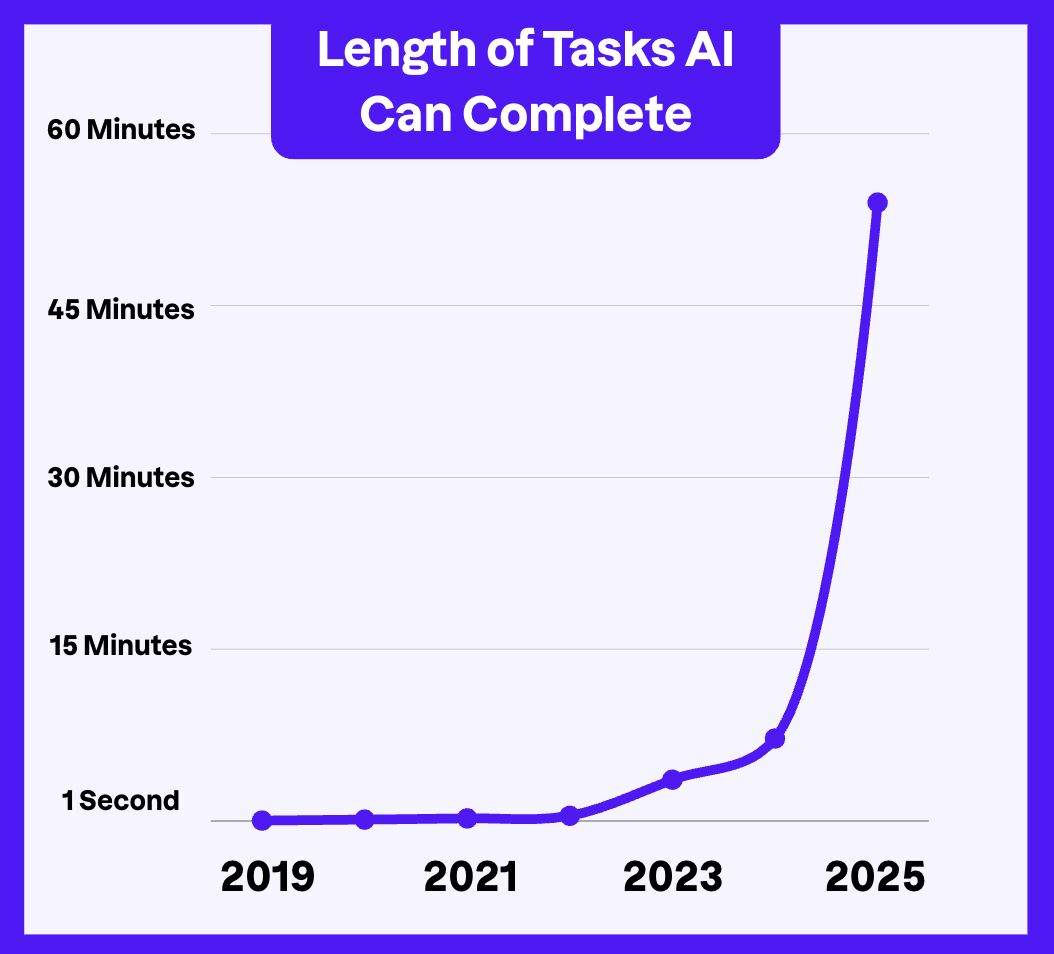 Length of Tasks AI
Can Complete
60 Minutes
45 Minutes
30 Minutes
15 Minutes
1 Second
2019
2021
2023
2025